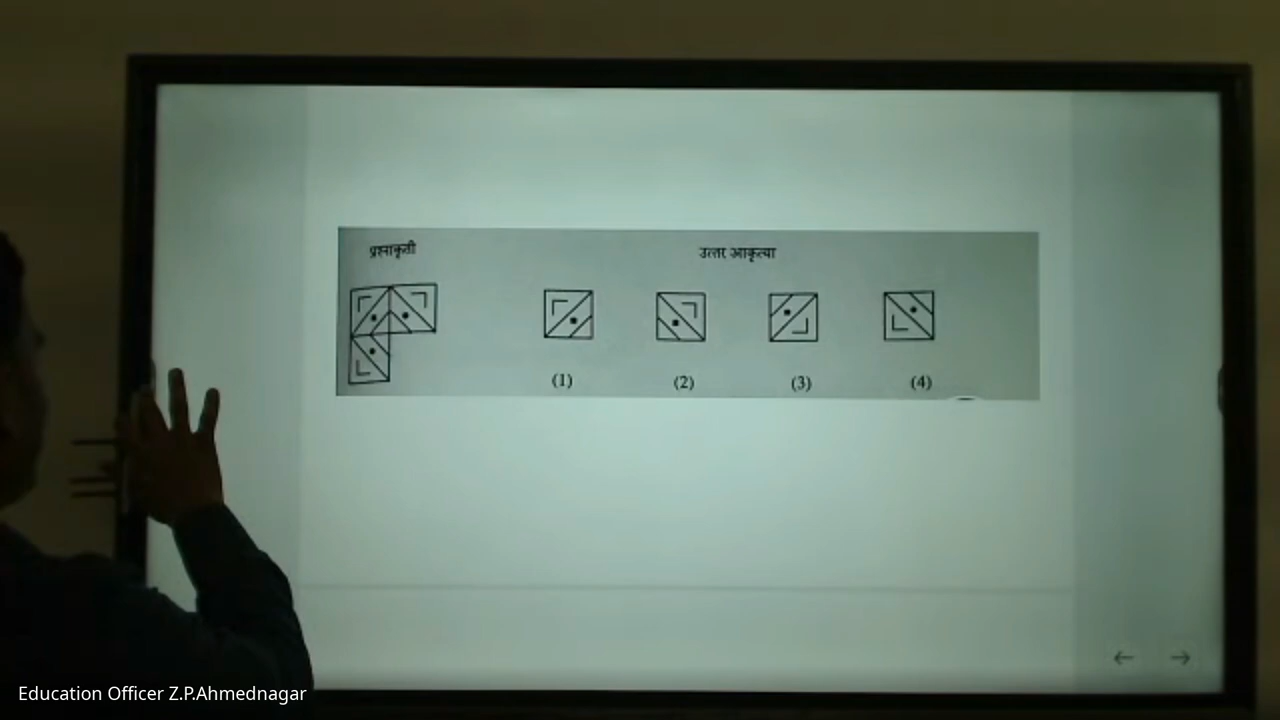 प्रश्नाकृती
उत्तर आकृत्या
(1) (2) (3) (4)
Education Officer Z.P.Ahmednagar